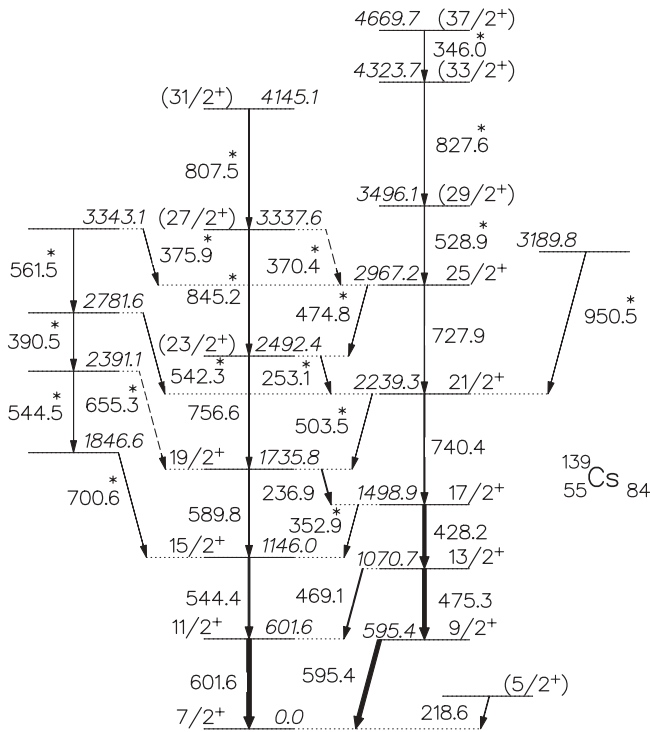 4669.7 (37/2+)
346.0*
4323.7 (33/2+)
(31/2+) 4145.1
807.5*
827.6*
3496.1 (29/2+)
3343.1 (27/2+) 3337.6
528.9* 3189.8
561.5* 375.9* 370.4*
2967.2 25/2+
845.2* 474.8* 950.5*
2781.6
390.5* (23/2+) 2492.4 727.9
2391.1 542.3* 253.1* 2239.3 21/2+
544.5* 655.3* 756.6 503.5*
1846.6 19/2+ 1735.8 740.4
700.6* 236.9 1498.9 17/2+
589.8 352.9*
15/2+ 1146.0 428.2
1070.7 13/2+
544.4 469.1 475.3
11/2+ 601.6 595.4 9/2+
601.6 595.4 (5/2+)
218.6
7/2+ 0.0
139
55Cs 84